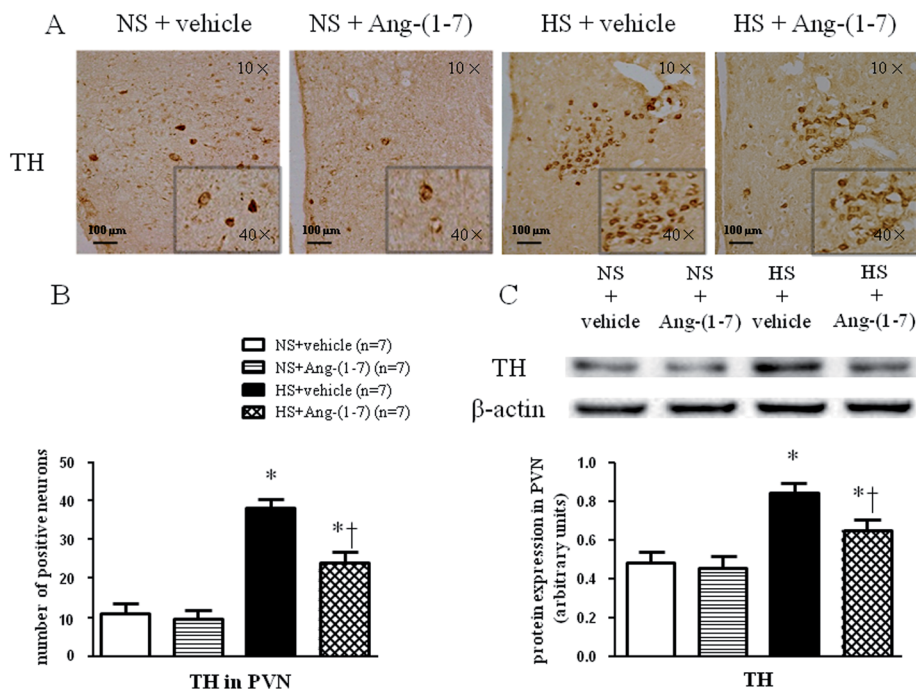 A
NS + vehicle
NS + Ang-(1-7)
HS + vehicle
HS + Ang-(1-7)
TH
10×
10×
10×
10×
40×
40×
40×
40×
100 μm
100 μm
100 μm
100 μm
B
NS+vehicle (n=7)
NS+Ang-(1-7) (n=7)
HS+vehicle (n=7)
HS+Ang-(1-7) (n=7)
number of positive neurons
50
40
30
20
10
0
*
*†
TH in PVN
C
NS + vehicle
NS + Ang-(1-7)
HS + vehicle
HS + Ang-(1-7)
TH
β-actin
protein expression in PVN
(arbitrary units)
1.0
0.8
0.6
0.4
0.2
0.0
*
*†
TH